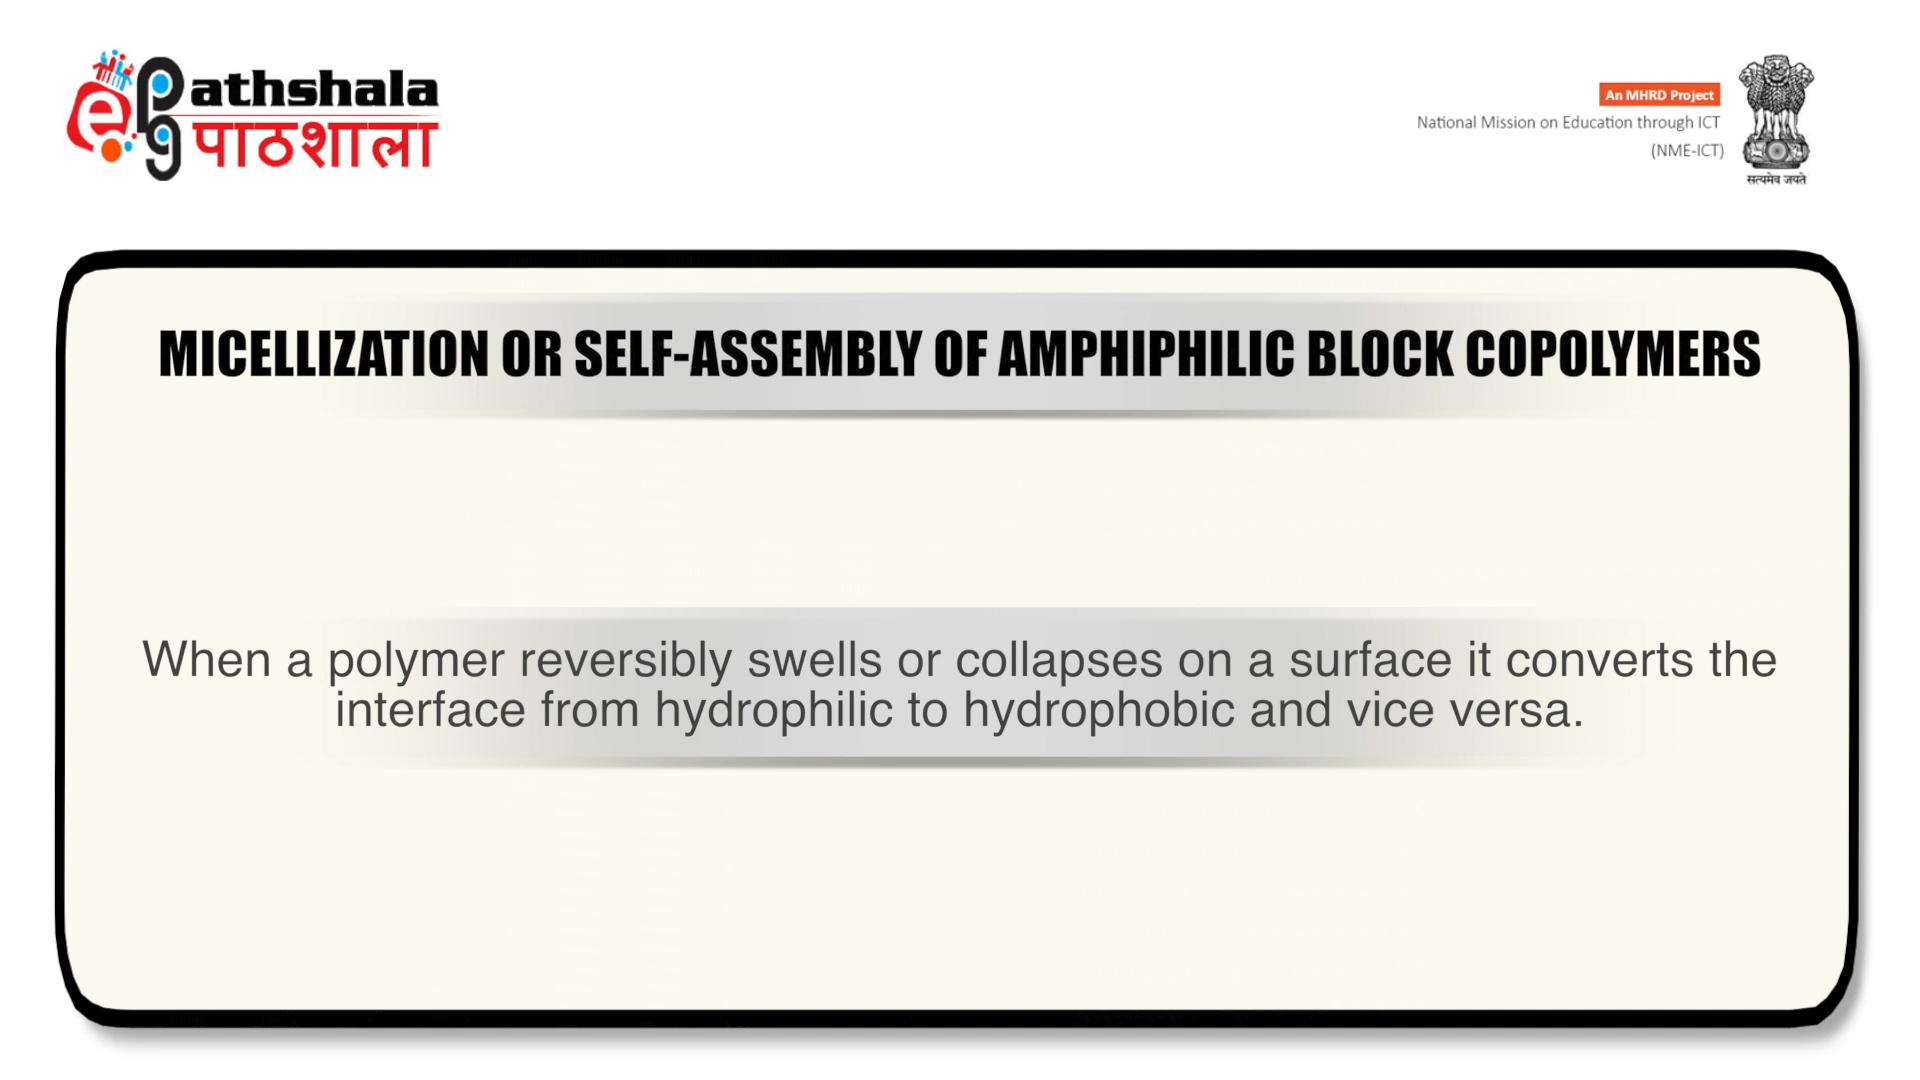 e Pg athshala
पाठशाला
An MHRD Project
National Mission on Education through ICT
(NME-ICT)
सत्यमेव जयते
MICELLIZATION OR SELF-ASSEMBLY OF AMPHIPHILIC BLOCK COPOLYMERS
When a polymer reversibly swells or collapses on a surface it converts the
interface from hydrophilic to hydrophobic and vice versa.